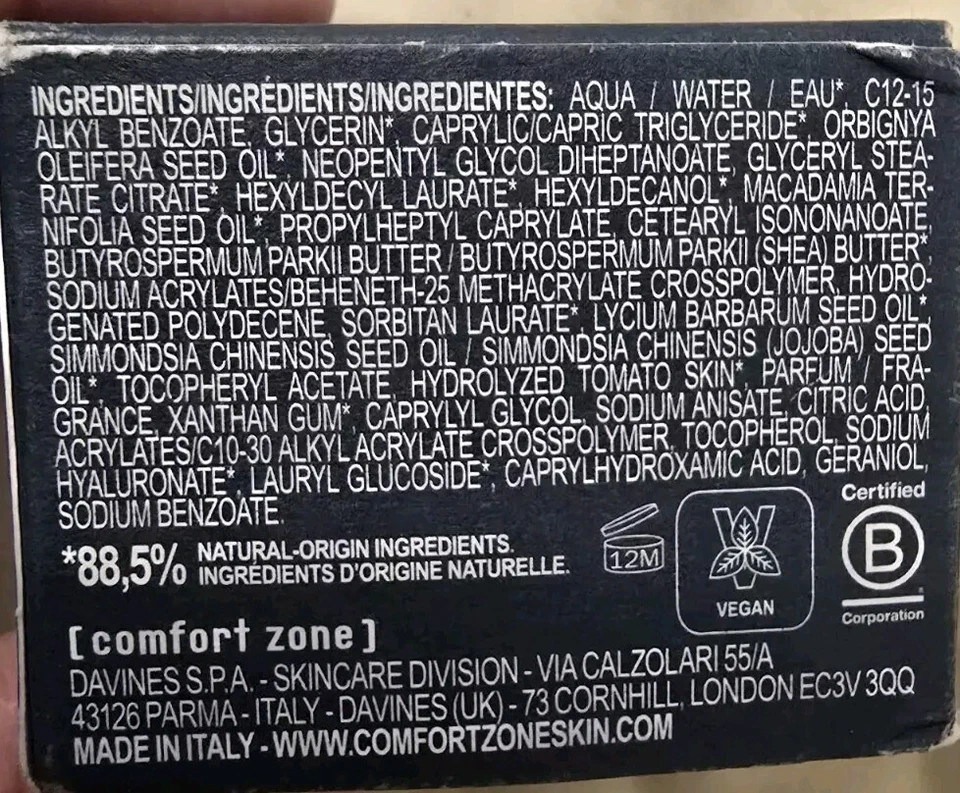 INGREDIENTS/INGRÉDIENTS/INGREDIENTES: AQUA / WATER / EAU*, C12-15
ALKYL BENZOATE, GLYCERIN*, CAPRYLIC/CAPRIC TRIGLYCERIDE*, ORBIGNYA
OLEIFERA SEED OIL*, NEOPENTYL GLYCOL DIHEPTANOATE, GLYCERYL STEA-
RATE CITRATE*, HEXYLDECYL LAURATE*, HEXYLDECANOL*, MACADAMIA TER-
NIFOLIA SEED OIL*, PROPYLHEPTYL CAPRYLATE, CETEARYL ISONONANOATE,
BUTYROSPERMUM PARKII BUTTER / BUTYROSPERMUM PARKII (SHEA) BUTTER*,
SODIUM ACRYLATES/BEHENETH-25 METHACRYLATE CROSSPOLYMER, HYDRO-
GENATED POLYDECENE, SORBITAN LAURATE*, LYCIUM BARBARUM SEED OIL*,
SIMMONDSIA CHINENSIS SEED OIL / SIMMONDSIA CHINENSIS (JOJOBA) SEED
OIL*, TOCOPHERYL ACETATE, HYDROLYZED TOMATO SKIN*, PARFUM / FRA-
GRANCE, XANTHAN GUM*, CAPRYLYL GLYCOL, SODIUM ANISATE, CITRIC ACID,
ACRYLATES/C10-30 ALKYL ACRYLATE CROSSPOLYMER, TOCOPHEROL, SODIUM
HYALURONATE*, LAURYL GLUCOSIDE*, CAPRYLHYDROXAMIC ACID, GERANIOL,
SODIUM BENZOATE.
*88,5% NATURAL-ORIGIN INGREDIENTS.
INGRÉDIENTS D'ORIGINE NATURELLE.
12M
V
VEGAN
Certified
B
Corporation
[comfort zone]
DAVINES S.P.A. - SKINCARE DIVISION - VIA CALZOLARI 55/A
43126 PARMA - ITALY - DAVINES (UK) - 73 CORNHILL, LONDON EC3V 3QQ
MADE IN ITALY - WWW.COMFORTZONESKIN.COM